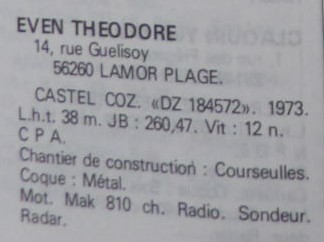 EVEN THEODORE
14, rue Guelisoy
56260 LAMOR PLAGE.
CASTEL COZ. «DZ 184572». 1973.
L.h.t. 38 m. JB : 260,47. Vit : 12 n.
C P A.
Chantier de construction : Courseulles.
Coque : Métal.
Mot. Mak 810 ch. Radio. Sondeur.
Radar.